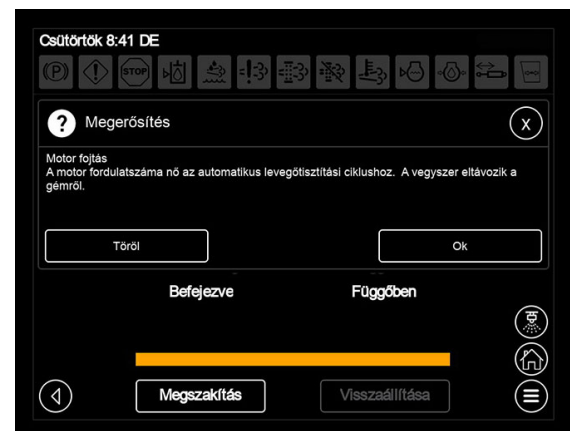 Csütörtök 8:41 DE
(P) STOP
Megerősítés
X
Motor fojtás
A motor fordulatszáma nő az automatikus levegőtisztítási ciklushoz. A vegyszer eltávozik a
gémről.
Töröl Ok
Befejezve Függőben
Megszakítás Visszaállítása